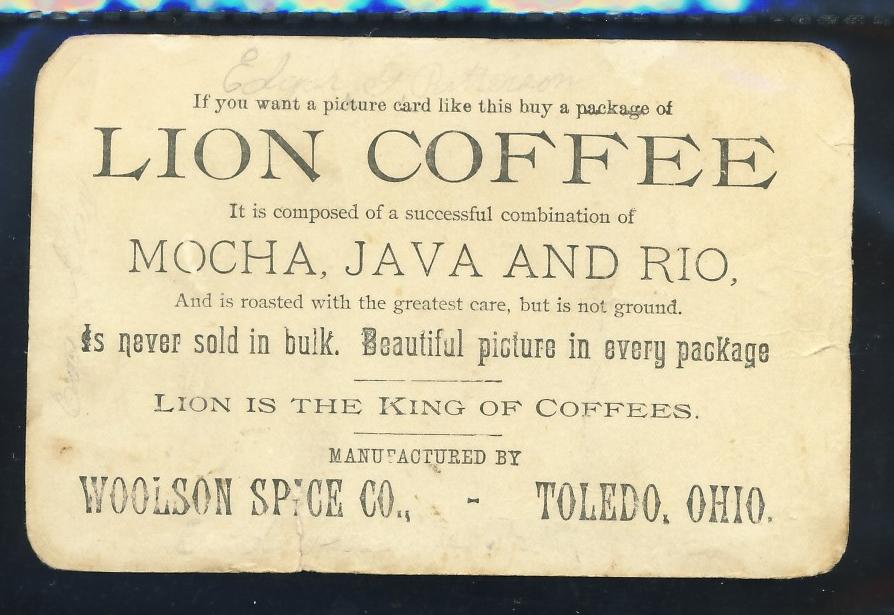 If you want a picture card like this buy a package of
LION COFFEE
It is composed of a successful combination of
MOCHA, JAVA AND RIO,
And is roasted with the greatest care, but is not ground.
Is never sold in bulk. Beautiful picture in every package
LION IS THE KING OF COFFEES.
MANUFACTURED BY
WOOLSON SPICE CO., - TOLEDO, OHIO.